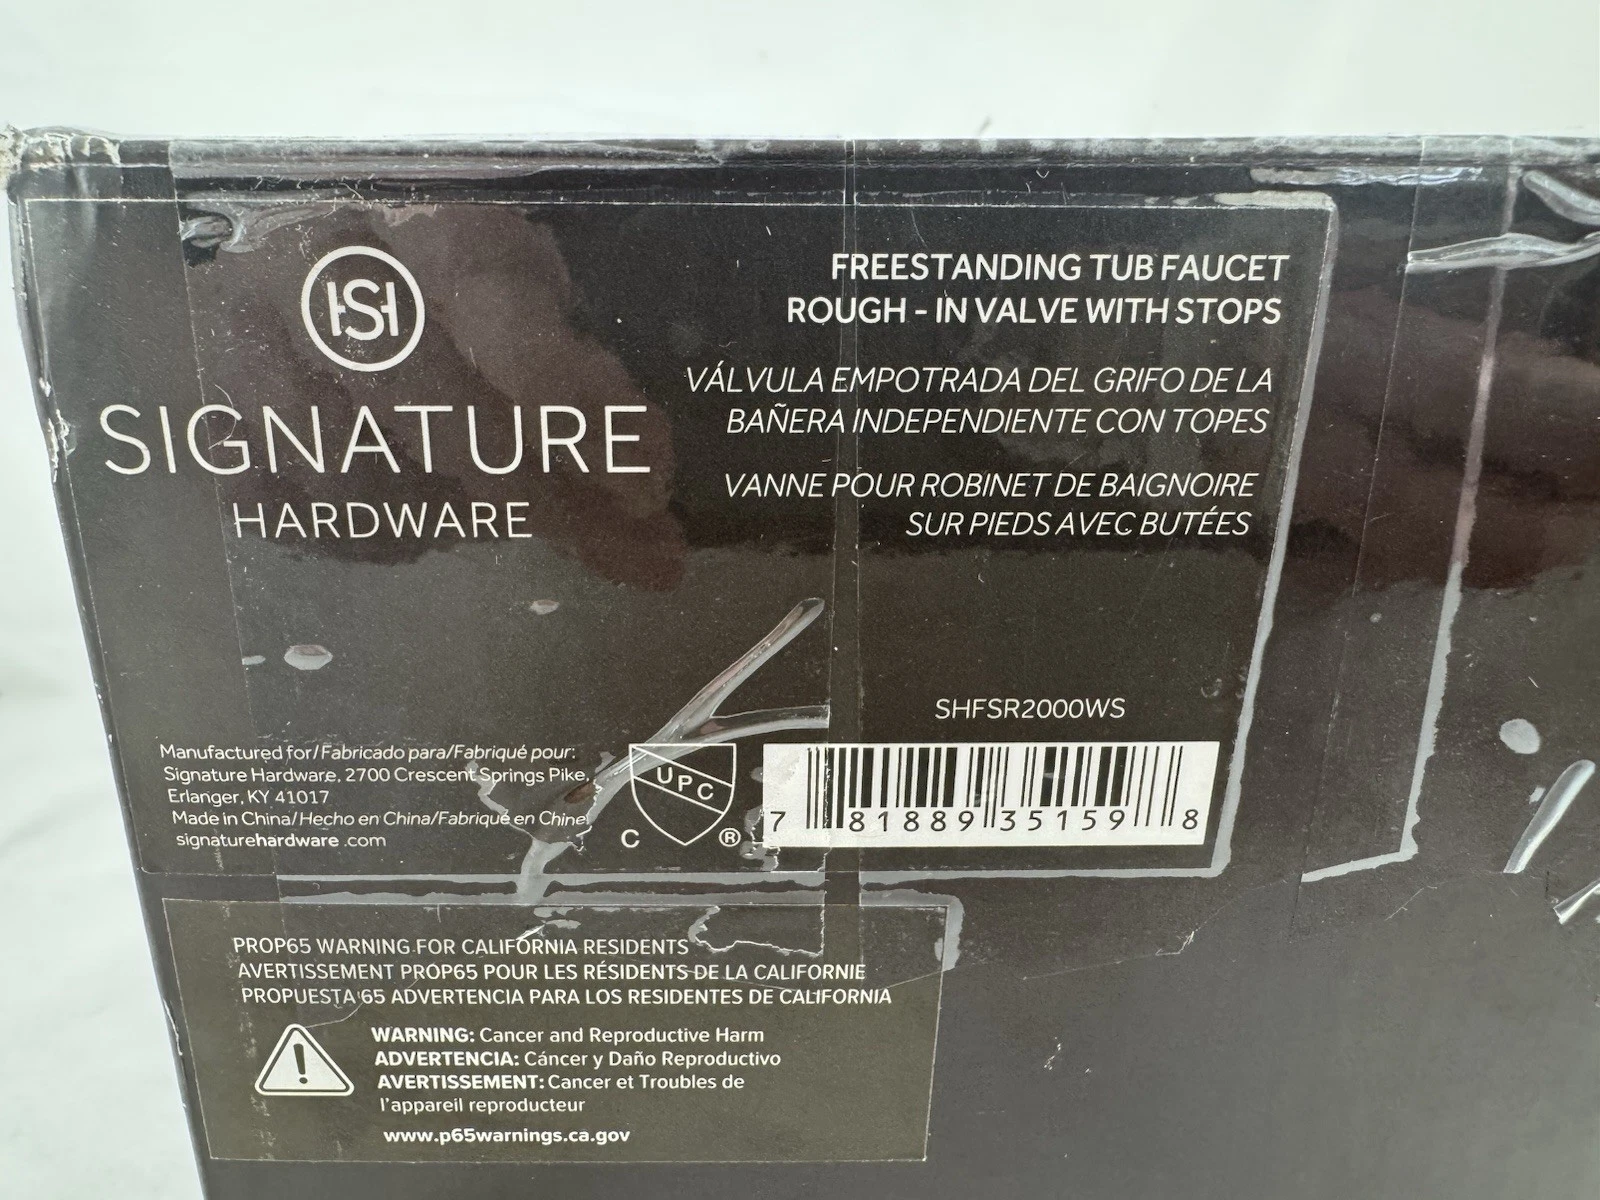 SH
SIGNATURE
HARDWARE
FREESTANDING TUB FAUCET
ROUGH - IN VALVE WITH STOPS
VÁLVULA EMPOTRADA DEL GRIFO DE LA
BAÑERA INDEPENDIENTE CON TOPES
VANNE POUR ROBINET DE BAIGNOIRE
SUR PIEDS AVEC BUTÉES
Manufactured for/Fabricado para/Fabriqué pour:
Signature Hardware, 2700 Crescent Springs Pike,
Erlanger, KY 41017
Made in China/Hecho en China/Fabriqué en Chine
signaturehardware.com
UPC
C ®
SHFSR2000WS
7 81889 35159 8
PROP65 WARNING FOR CALIFORNIA RESIDENTS
AVERTISSEMENT PROP65 POUR LES RÉSIDENTS DE LA CALIFORNIE
PROPUESTA 65 ADVERTENCIA PARA LOS RESIDENTES DE CALIFORNIA
!
WARNING: Cancer and Reproductive Harm
ADVERTENCIA: Cáncer y Daño Reproductivo
AVERTISSEMENT: Cancer et Troubles de
l'appareil reproducteur
www.p65warnings.ca.gov